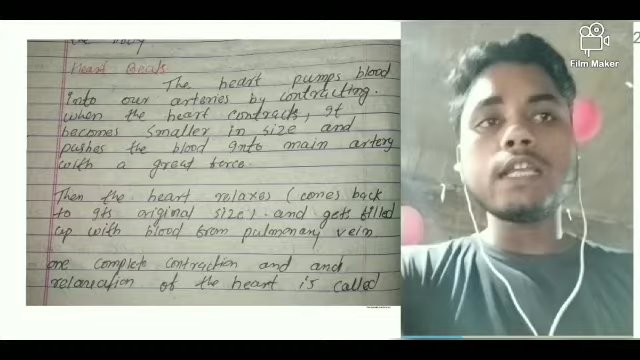 the body
Heart Beats
The heart pumps blood
into our arteries by contracting.
when the heart contracts, It
becomes smaller in size and
pushes the blood into main artery
with a great force
Then the heart relaxes (comes back
to its original size). and gets filled
up with blood from pulmonary vein
one complete contraction and and
relaxation of the heart is called
Film Maker
2